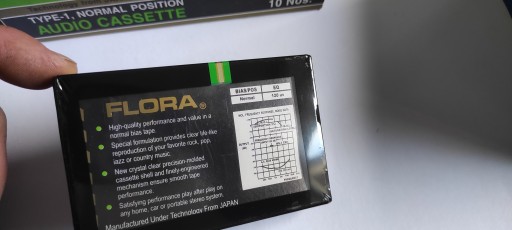 TYPE-1, NORMAL POSITION
AUDIO CASSETTE
10 NOS.
FLORA®
BIAS/POS EQ
Normal 120 us
High-quality performance and value in a
normal bias tape.
Special formulation provides clear life-like
reproduction of your favorite rock, pop,
jazz or country music.
New crystal clear precision-molded
cassette shell and finely-engineered
mechanism ensure smooth tape
performance.
Satisfying performance play after play on
any home, car or portable stereo system.
Manufactured Under Technology From JAPAN